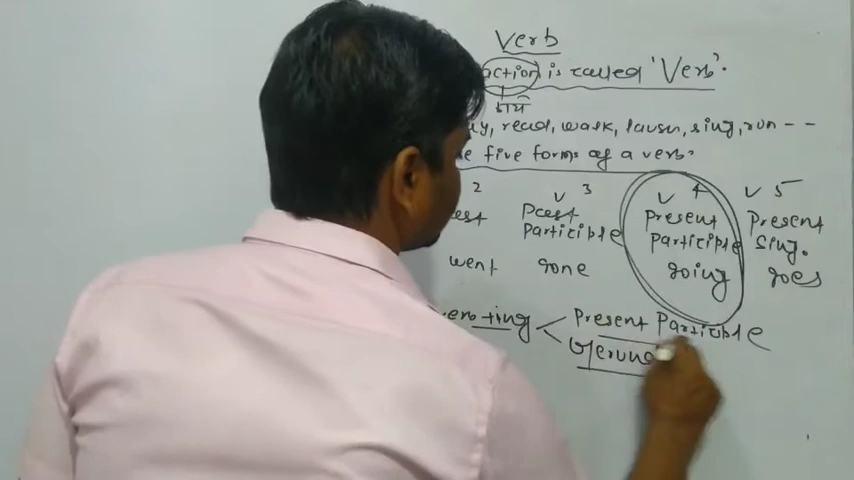 Verb
action is called 'Verb'.
कार्य
read, walk, laugh, sing, run --
five forms of a verb.
2 V 3 V 4 V 5
Past Participle Present Participle Present Sing.
went gone going goes
+ing < Present Participle
Gerund